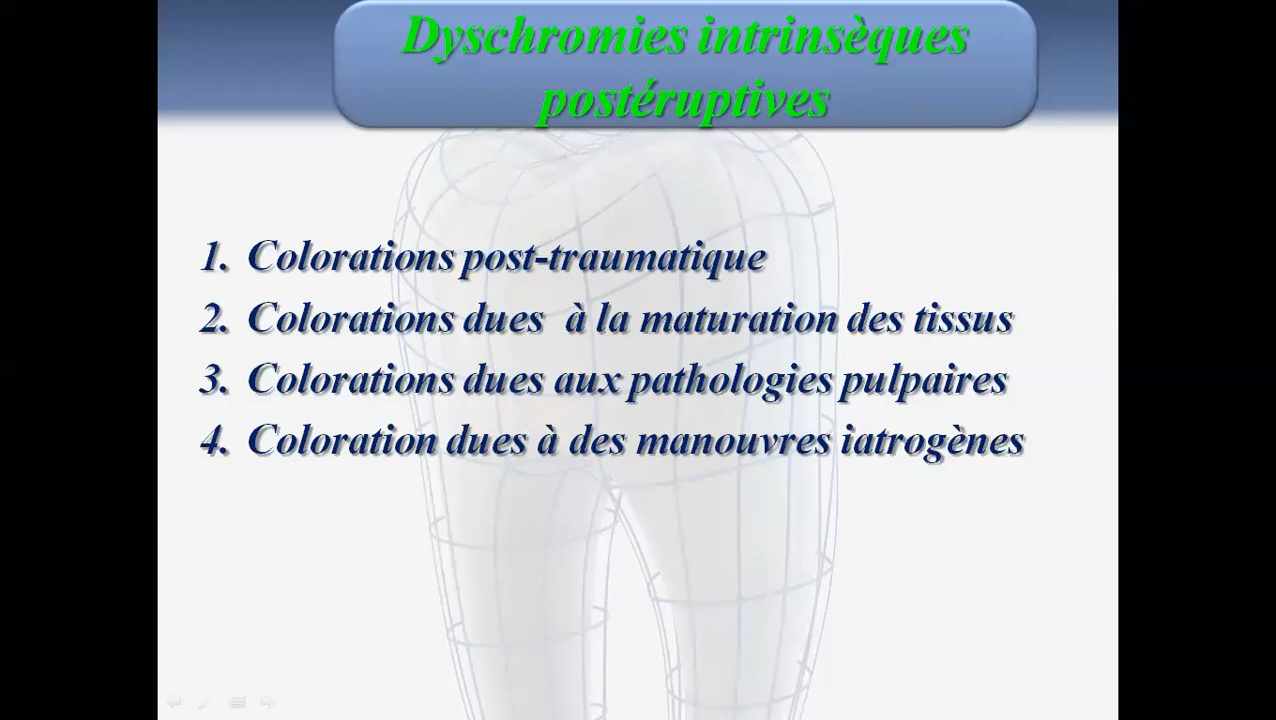 Dyschromies intrinsèques
postéruptives
1. Colorations post-traumatique
2. Colorations dues à la maturation des tissus
3. Colorations dues aux pathologies pulpaires
4. Coloration dues à des manouvres iatrogènes